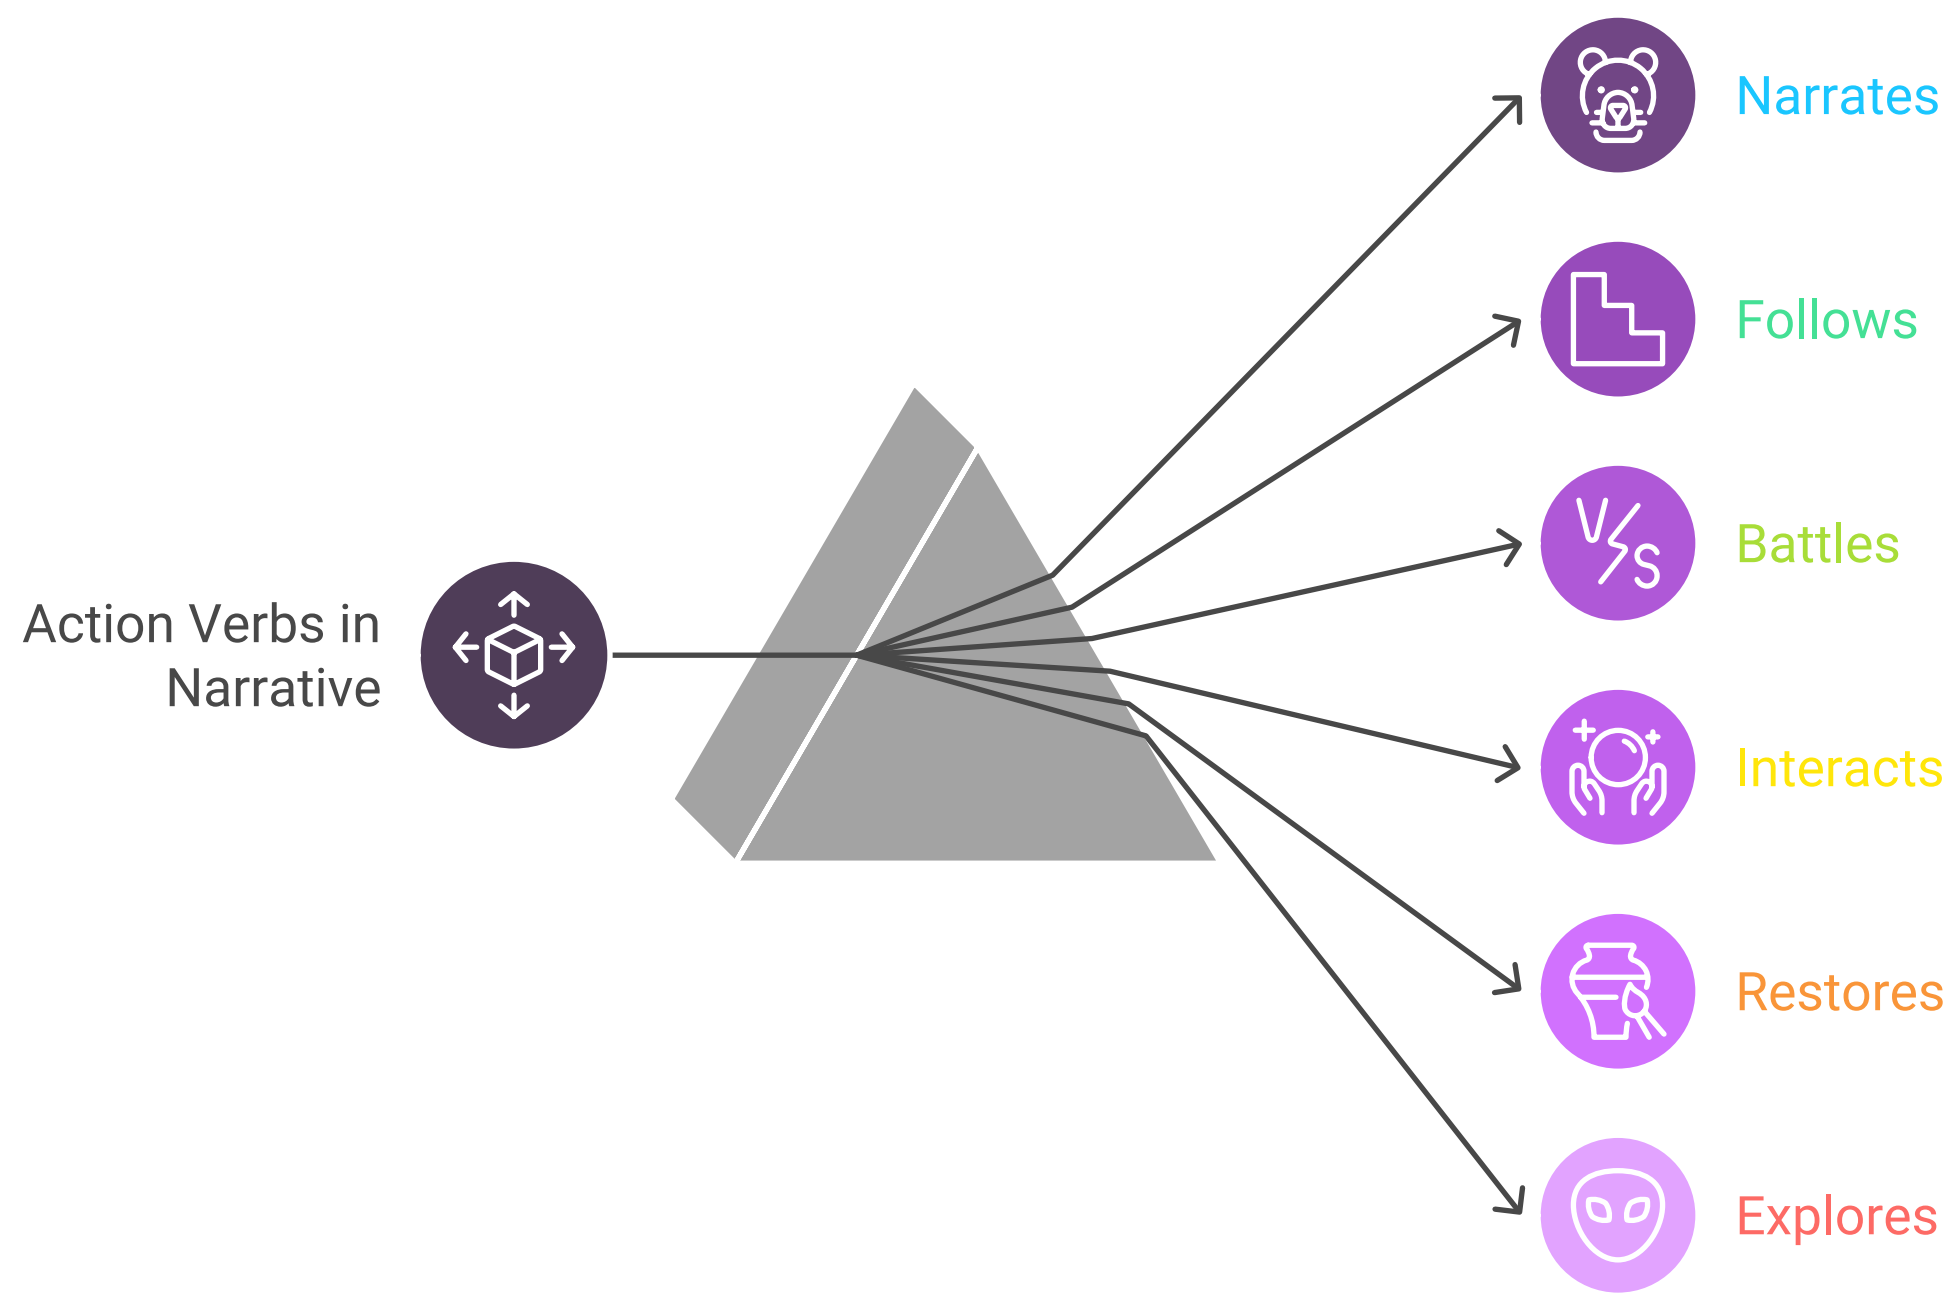 Action Verbs in
Narrative
Narrates
Follows
V/S
Battles
Interacts
Restores
Explores